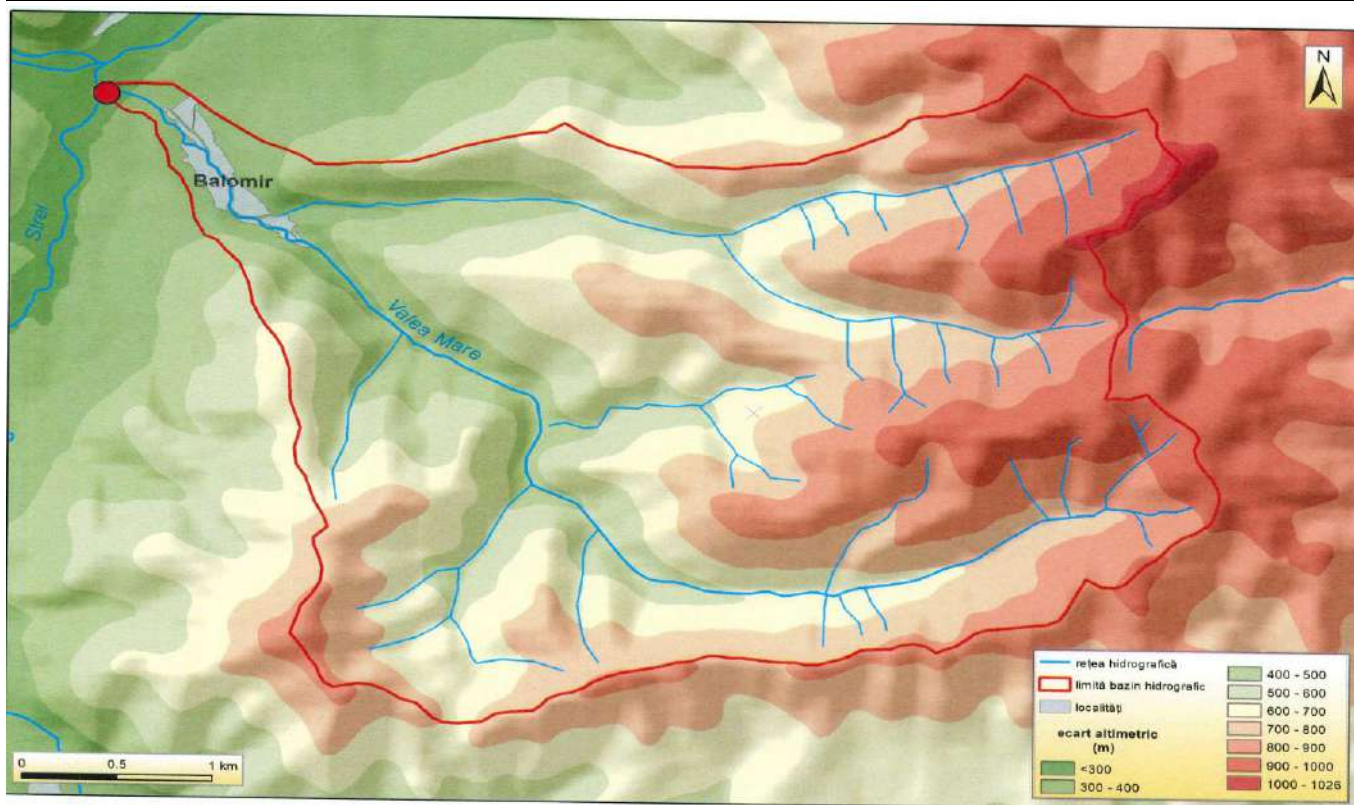 N
Balomir
Strei
Valea Mare
rețea hidrografică
limită bazin hidrografic
localități
ecart altimetric
(m)
<300
300 - 400
400 - 500
500 - 600
600 - 700
700 - 800
800 - 900
900 - 1000
1000 - 1026
0 0.5 1 km